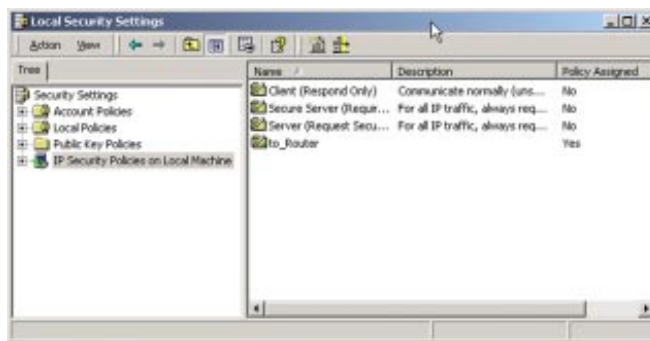 Local Security Settings
Action View
Tree
Name Description Policy Assigned
Security Settings
Account Policies
Local Policies
Public Key Policies
IP Security Policies on Local Machine
Client (Respond Only) Communicate normally (uns... No
Secure Server (Requir... For all IP traffic, always req... No
Server (Request Secu... For all IP traffic, always req... No
to_Router Yes